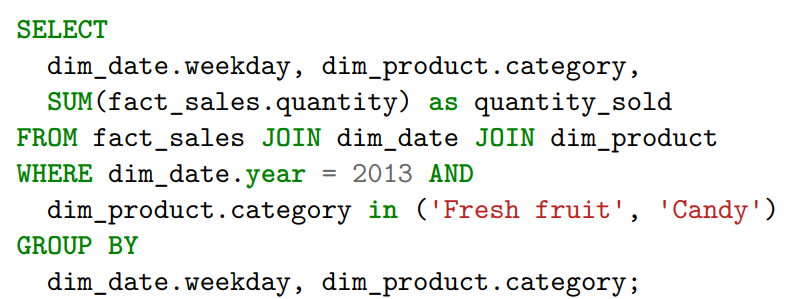 SELECT
dim_date.weekday, dim_product.category,
SUM(fact_sales.quantity) as quantity_sold
FROM fact_sales JOIN dim_date JOIN dim_product
WHERE dim_date.year = 2013 AND
dim_product.category in ('Fresh fruit', 'Candy')
GROUP BY
dim_date.weekday, dim_product.category;